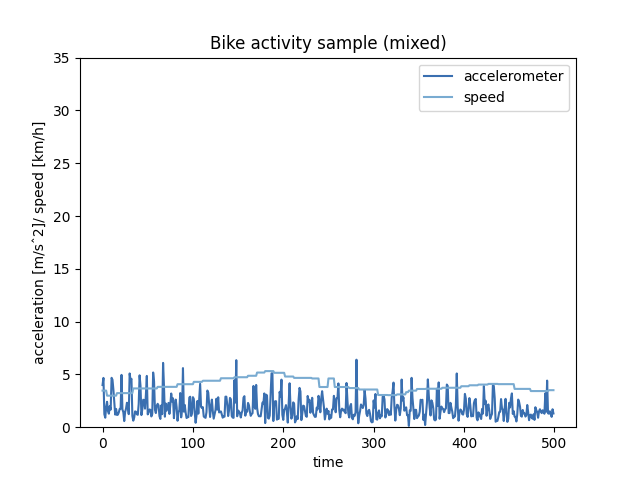 Bike activity sample (mixed)
accelerometer
speed
acceleration [m/sˆ2]/ speed [km/h]
35
30
25
20
15
10
5
0
0 100 200 300 400 500
time